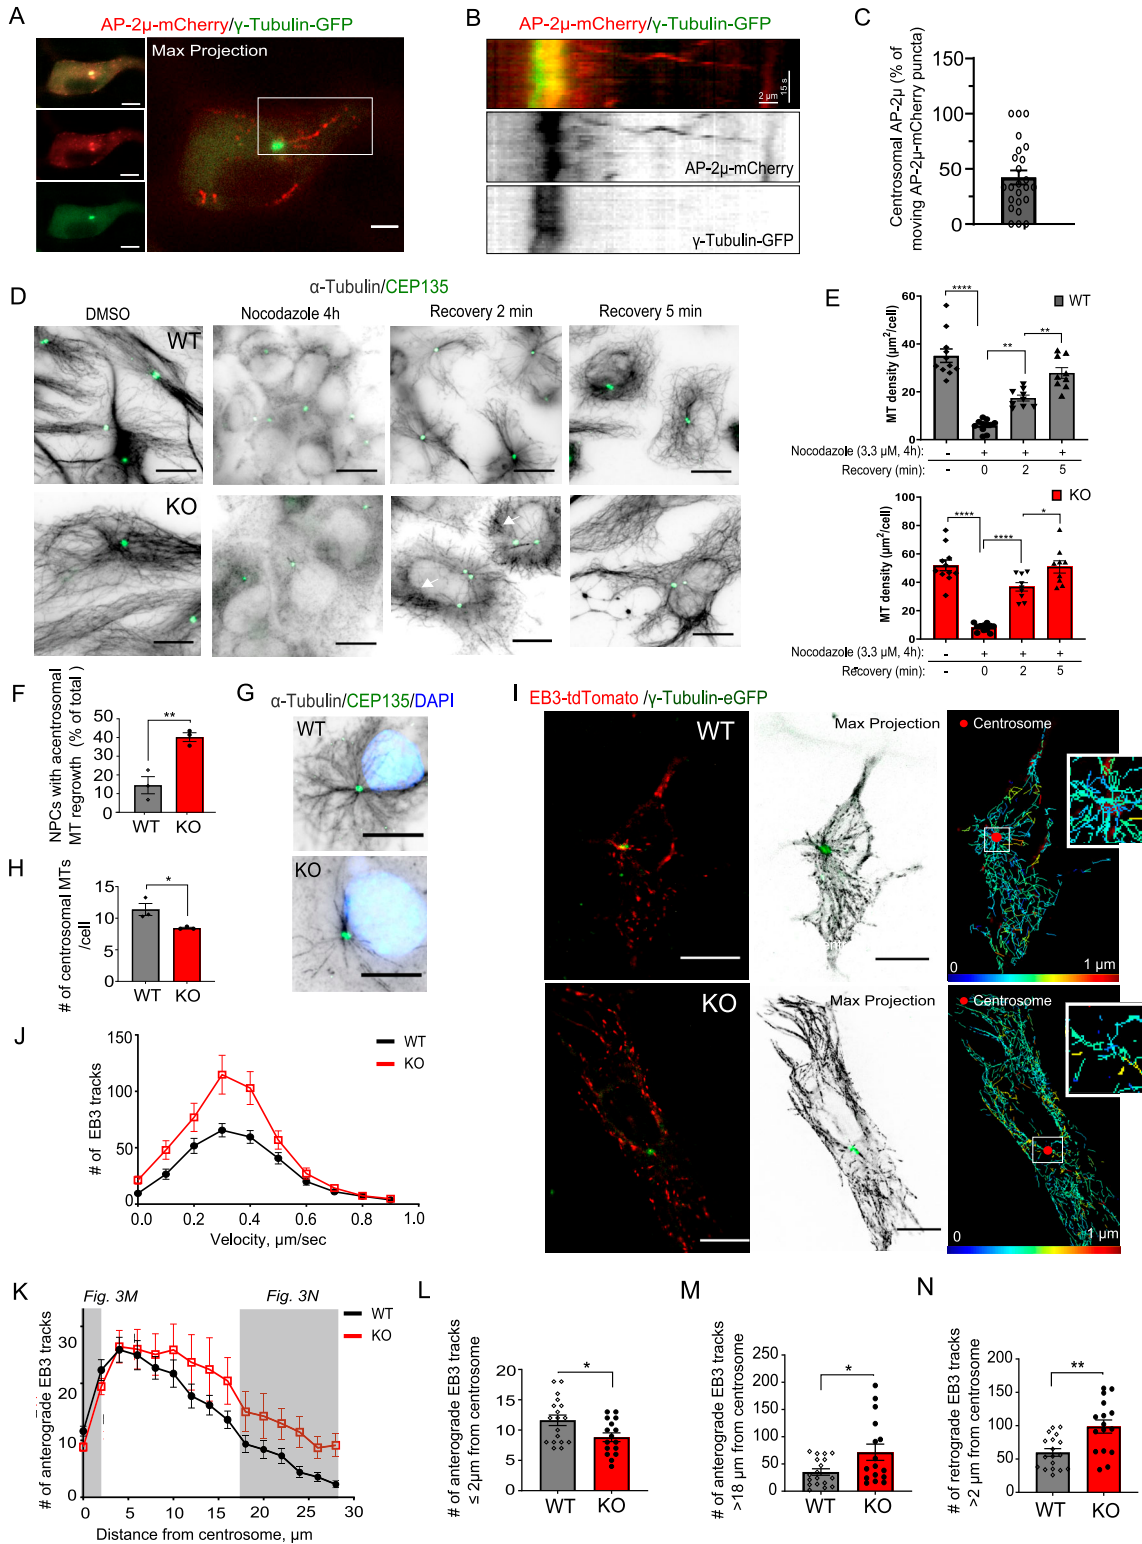 A
AP-2µ-mCherry/γ-Tubulin-GFP
Max Projection
B
AP-2µ-mCherry/γ-Tubulin-GFP
2 µm
15 s
AP-2µ-mCherry
γ-Tubulin-GFP
C
Centrosomal AP-2µ (% of
moving AP-2µ-mCherry puncta)
150
100
50
0
D
α-Tubulin/CEP135
DMSO
Nocodazole 4h
Recovery 2 min
Recovery 5 min
WT
KO
E
MT density (µm²/cell)
60
40
20
0
****
**
**
WT
Nocodazole (3.3 µM, 4h): - + + +
Recovery (min): - 0 2 5
MT density (µm²/cell)
100
80
60
40
20
0
****
****
*
KO
Nocodazole (3.3 µM, 4h): - + + +
Recovery (min): - 0 2 5
F
NPCs with acentrosomal
MT regrowth (% of total)
50
40
30
20
10
0
**
WT KO
G
α-Tubulin/CEP135/DAPI
WT
KO
H
# of centrosomal MTs
/cell
15
10
5
0
*
WT KO
I
EB3-tdTomato /γ-Tubulin-eGFP
WT
Max Projection
Centrosome
0 1 µm
KO
Max Projection
Centrosome
0 1 µm
J
# of EB3 tracks
150
100
50
0
WT
KO
0.0 0.2 0.4 0.6 0.8 1.0
Velocity, µm/sec
K
Fig. 3M
Fig. 3N
WT
KO
# of anterograde EB3 tracks
30
20
10
0
0 5 10 15 20 25 30
Distance from centrosome, µm
L
# of anterograde EB3 tracks
≤ 2µm from centrosome
20
15
10
5
0
*
WT KO
M
# of anterograde EB3 tracks
>18 µm from centrosome
250
200
150
100
50
0
*
WT KO
N
# of retrograde EB3 tracks
>2 µm from centrosome
200
150
100
50
0
**
WT KO